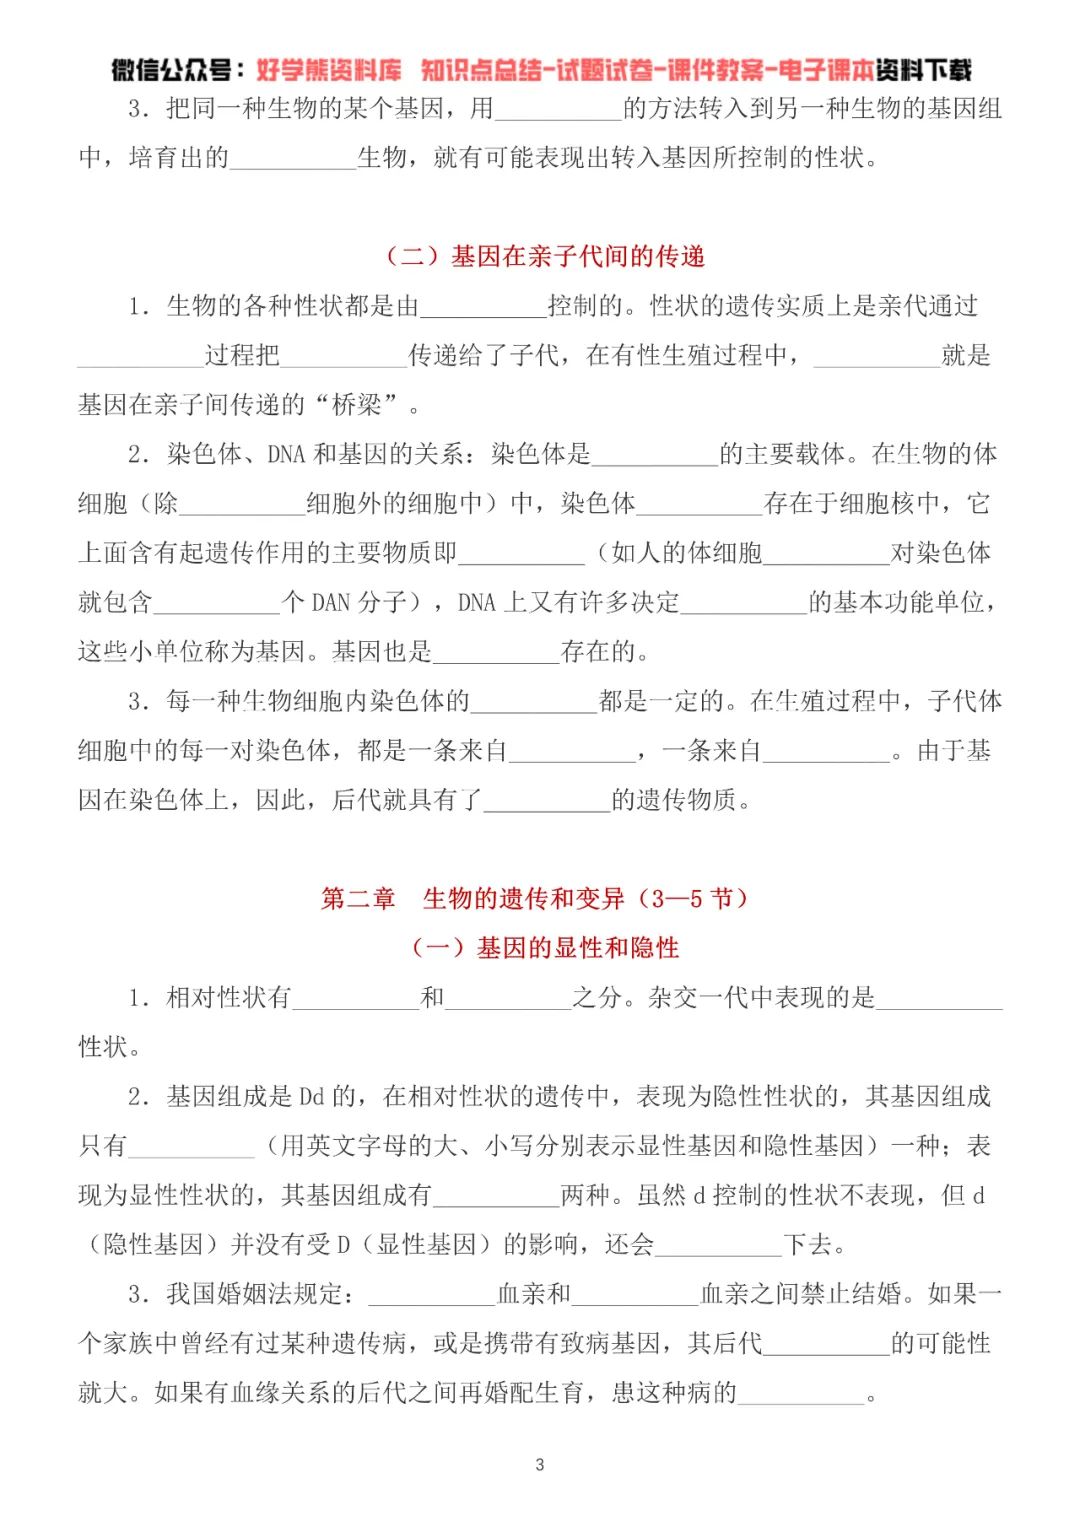 微信公众号：好学熊资料库 知识点总结-试题试卷-课件教案-电子课本资料下载
3．把同一种生物的某个基因，用__________的方法转入到另一种生物的基因组
中，培育出的__________生物，就有可能表现出转入基因所控制的性状。
（二）基因在亲子代间的传递
1．生物的各种性状都是由__________控制的。性状的遗传实质上是亲代通过
__________过程把__________传递给了子代，在有性生殖过程中，__________就是
基因在亲子间传递的“桥梁”。
2．染色体、DNA 和基因的关系：染色体是__________的主要载体。在生物的体
细胞（除__________细胞外的细胞中）中，染色体__________存在于细胞核中，它
上面含有起遗传作用的主要物质即__________（如人的体细胞__________对染色体
就包含__________个 DAN 分子），DNA 上又有许多决定__________的基本功能单位，
这些小单位称为基因。基因也是__________存在的。
3．每一种生物细胞内染色体的__________都是一定的。在生殖过程中，子代体
细胞中的每一对染色体，都是一条来自__________，一条来自__________。由于基
因在染色体上，因此，后代就具有了__________的遗传物质。
第二章　生物的遗传和变异（3—5 节）
（一）基因的显性和隐性
1．相对性状有__________和__________之分。杂交一代中表现的是__________
性状。
2．基因组成是 Dd 的，在相对性状的遗传中，表现为隐性性状的，其基因组成
只有__________（用英文字母的大、小写分别表示显性基因和隐性基因）一种；表
现为显性性状的，其基因组成有__________两种。虽然 d 控制的性状不表现，但 d
（隐性基因）并没有受 D（显性基因）的影响，还会__________下去。
3．我国婚姻法规定：__________血亲和__________血亲之间禁止结婚。如果一
个家族中曾经有过某种遗传病，或是携带有致病基因，其后代__________的可能性
就大。如果有血缘关系的后代之间再婚配生育，患这种病的__________。
3